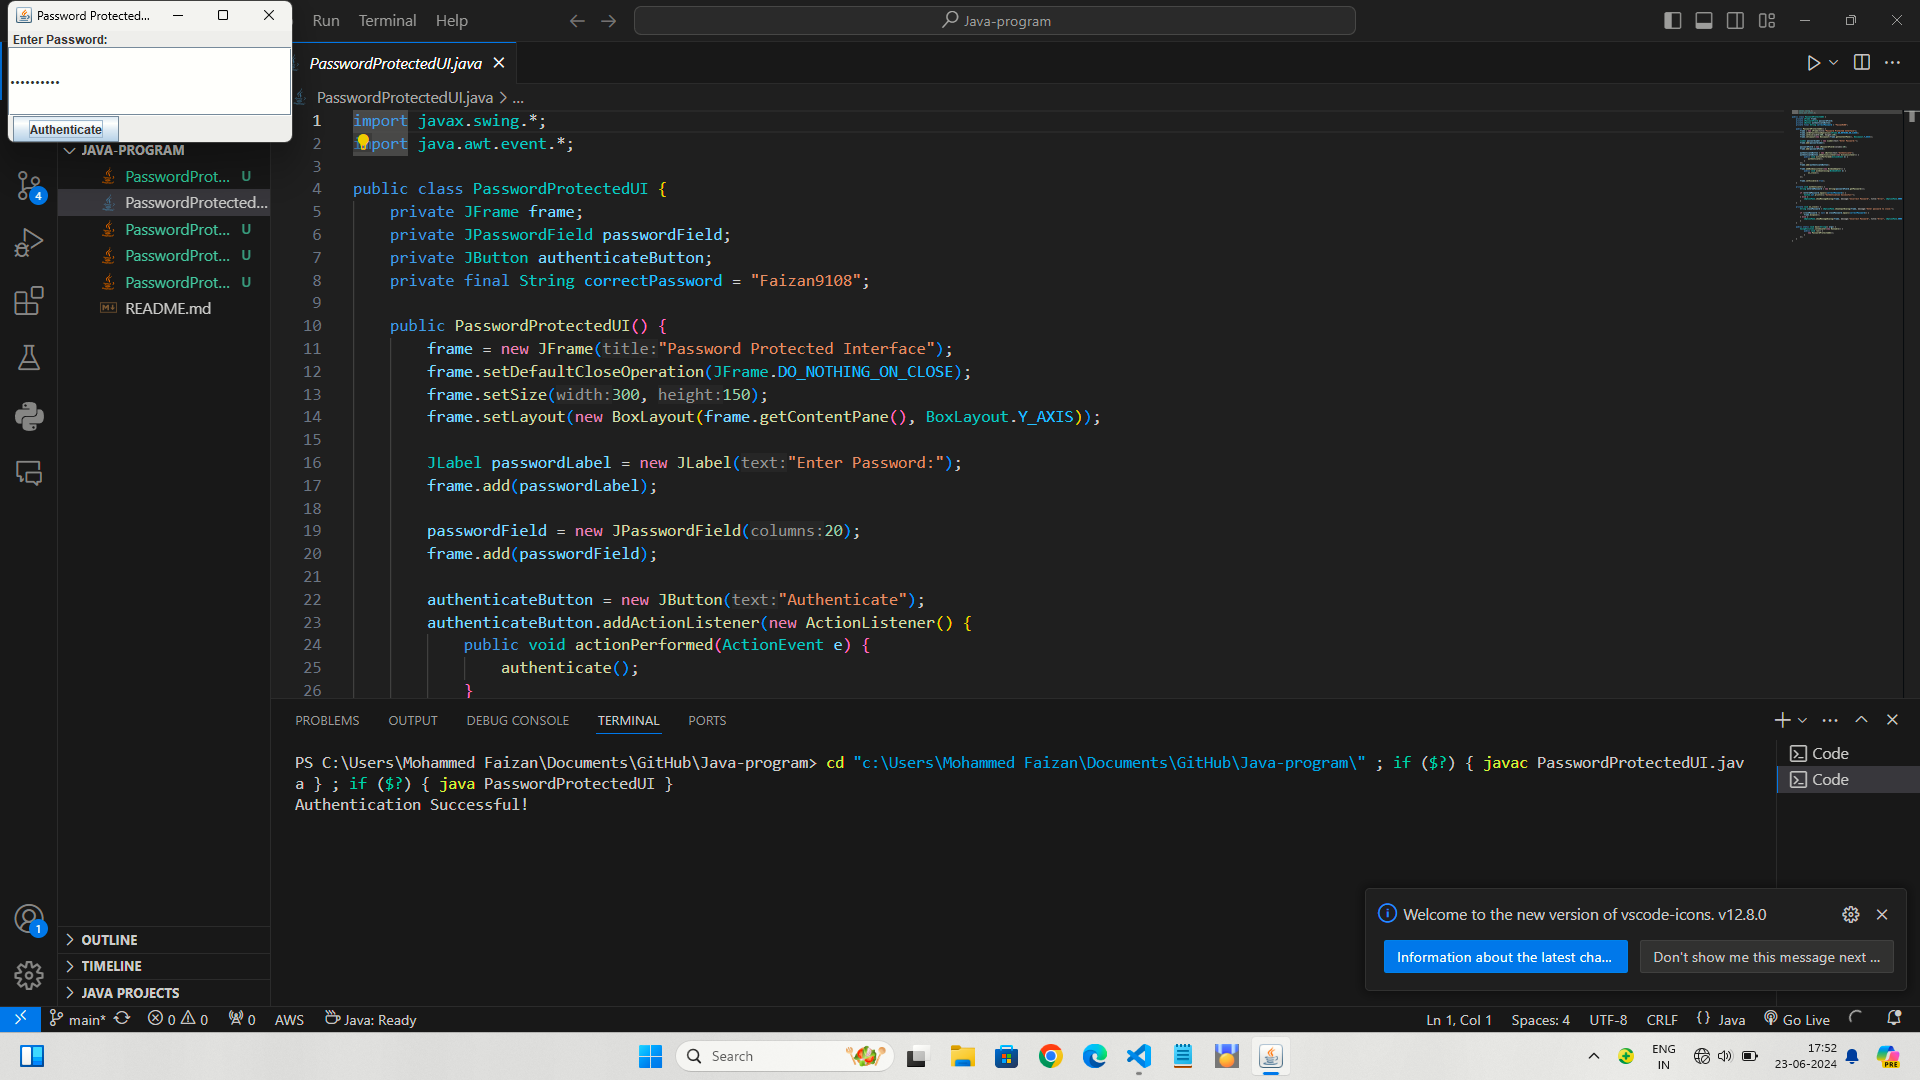 Password Protected...
Run Terminal Help
Java-program
Enter Password:
••••••••••
Authenticate
PasswordProtectedUI.java
PasswordProtectedUI.java > ...
JAVA-PROGRAM
PasswordProt... U
PasswordProtected...
PasswordProt... U
PasswordProt... U
PasswordProt... U
README.md
4
1 import javax.swing.*;
2 import java.awt.event.*;
3
4 public class PasswordProtectedUI {
5 private JFrame frame;
6 private JPasswordField passwordField;
7 private JButton authenticateButton;
8 private final String correctPassword = "Faizan9108";
9
10 public PasswordProtectedUI() {
11 frame = new JFrame(title:"Password Protected Interface");
12 frame.setDefaultCloseOperation(JFrame.DO_NOTHING_ON_CLOSE);
13 frame.setSize(width:300, height:150);
14 frame.setLayout(new BoxLayout(frame.getContentPane(), BoxLayout.Y_AXIS));
15
16 JLabel passwordLabel = new JLabel(text:"Enter Password:");
17 frame.add(passwordLabel);
18
19 passwordField = new JPasswordField(columns:20);
20 frame.add(passwordField);
21
22 authenticateButton = new JButton(text:"Authenticate");
23 authenticateButton.addActionListener(new ActionListener() {
24 public void actionPerformed(ActionEvent e) {
25 authenticate();
26 }
PROBLEMS OUTPUT DEBUG CONSOLE TERMINAL PORTS
PS C:\Users\Mohammed Faizan\Documents\GitHub\Java-program> cd "c:\Users\Mohammed Faizan\Documents\GitHub\Java-program\" ; if ($?) { javac PasswordProtectedUI.jav
a } ; if ($?) { java PasswordProtectedUI }
Authentication Successful!
Code
Code
1
OUTLINE
TIMELINE
JAVA PROJECTS
Welcome to the new version of vscode-icons. v12.8.0
Information about the latest cha...
Don't show me this message next ...
main* 0 0 0 AWS Java: Ready
Ln 1, Col 1 Spaces: 4 UTF-8 CRLF {} Java Go Live
Search
ENG
IN
17:52
23-06-2024
PRE